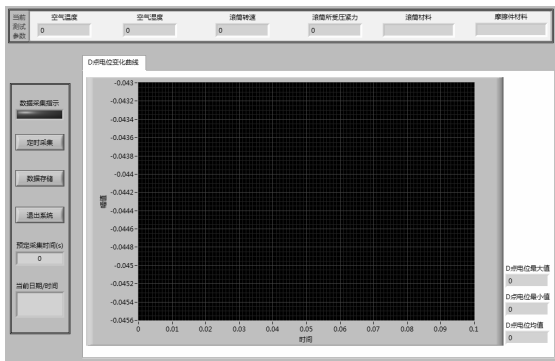 当前
测试
参数
空气温度
空气湿度
滚筒转速
滚筒所受压紧力
滚筒材料
摩擦件材料
0
0
0
0
D点电位变化曲线
数据采集指示
定时采集
数据存储
退出系统
预定采集时间(s)
0
当前日期/时间
幅值
-0.043
-0.0432
-0.0434
-0.0436
-0.0438
-0.044
-0.0442
-0.0444
-0.0446
-0.0448
-0.045
-0.0452
-0.0454
-0.0456
0
0.01
0.02
0.03
0.04
0.05
0.06
0.07
0.08
0.09
0.1
时间
D点电位最大值
0
D点电位最小值
0
D点电位均值
0